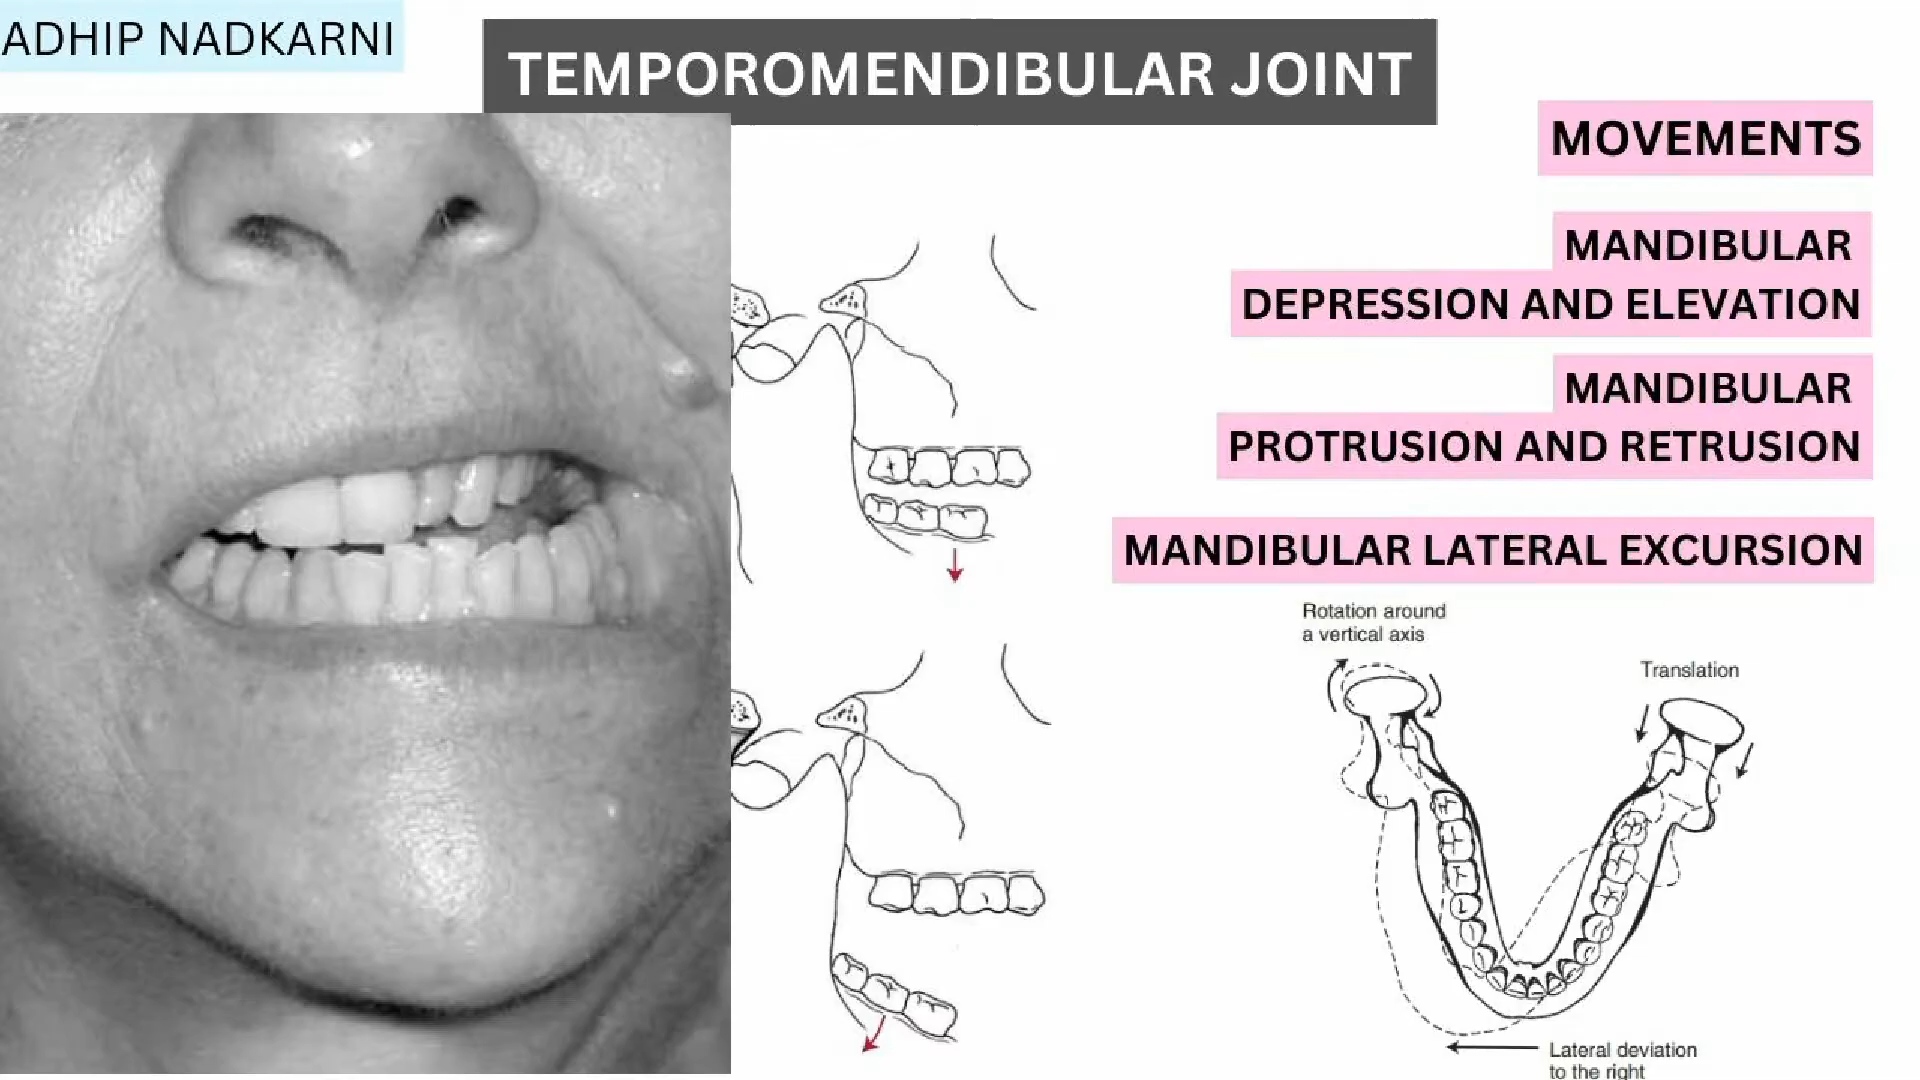 ADHIP NADKARNI
TEMPOROMENDIBULAR JOINT
MOVEMENTS
MANDIBULAR
DEPRESSION AND ELEVATION
MANDIBULAR
PROTRUSION AND RETRUSION
MANDIBULAR LATERAL EXCURSION
Rotation around
a vertical axis
Translation
Lateral deviation
to the right